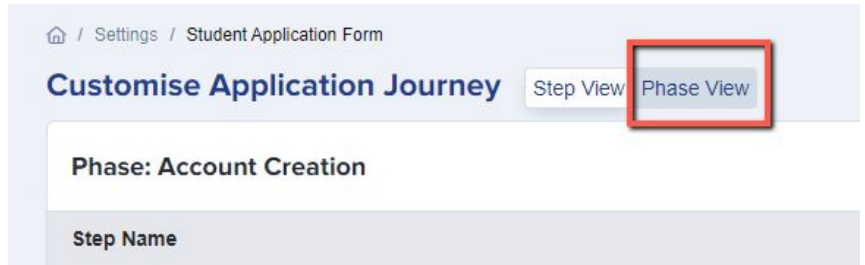 / Settings / Student Application Form
Customise Application Journey Step View Phase View
Phase: Account Creation
Step Name